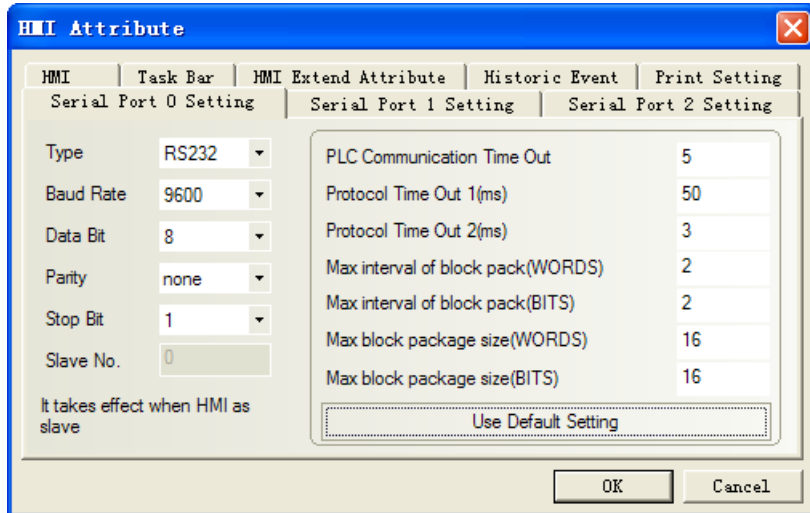 HMI Attribute
HMI
Task Bar
HMI Extend Attribute
Historic Event
Print Setting
Serial Port 0 Setting
Serial Port 1 Setting
Serial Port 2 Setting
Type RS232
Baud Rate 9600
Data Bit 8
Parity none
Stop Bit 1
Slave No. 0
It takes effect when HMI as
slave
PLC Communication Time Out 5
Protocol Time Out 1(ms) 50
Protocol Time Out 2(ms) 3
Max interval of block pack(WORDS) 2
Max interval of block pack(BITS) 2
Max block package size(WORDS) 16
Max block package size(BITS) 16
Use Default Setting
OK
Cancel